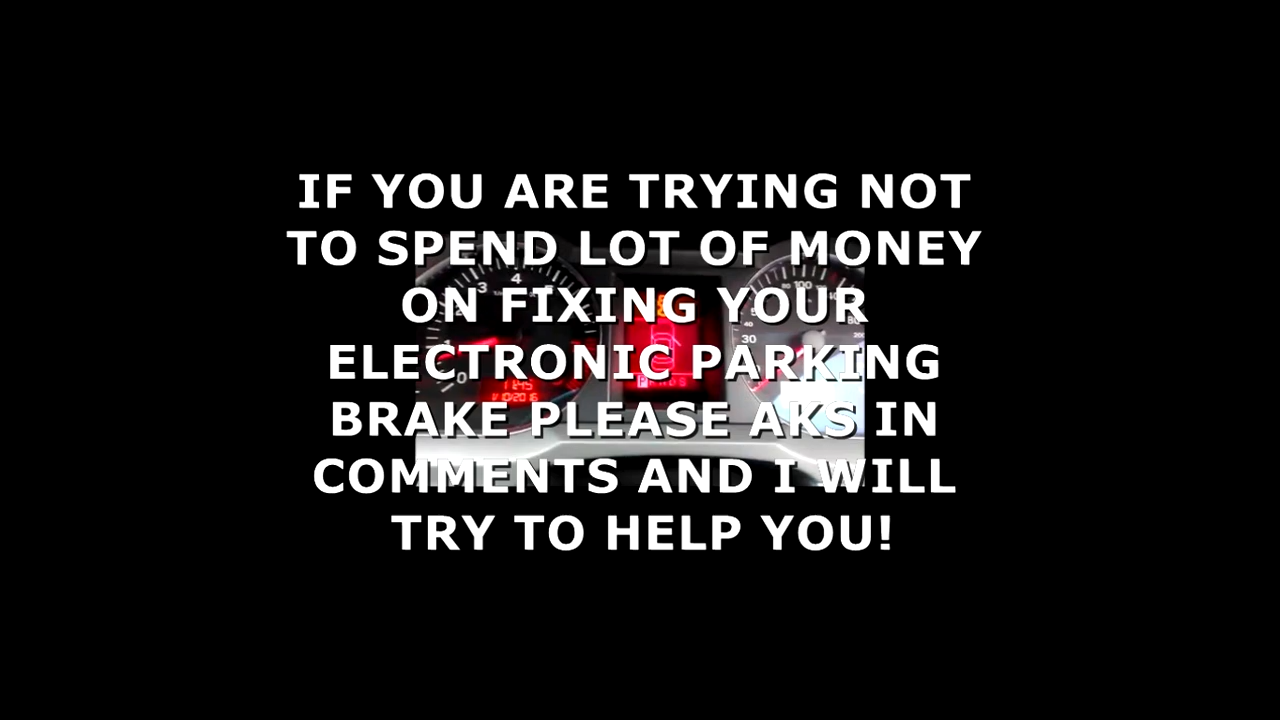 IF YOU ARE TRYING NOT
TO SPEND LOT OF MONEY
ON FIXING YOUR
ELECTRONIC PARKING
BRAKE PLEASE AKS IN
COMMENTS AND I WILL
TRY TO HELP YOU!